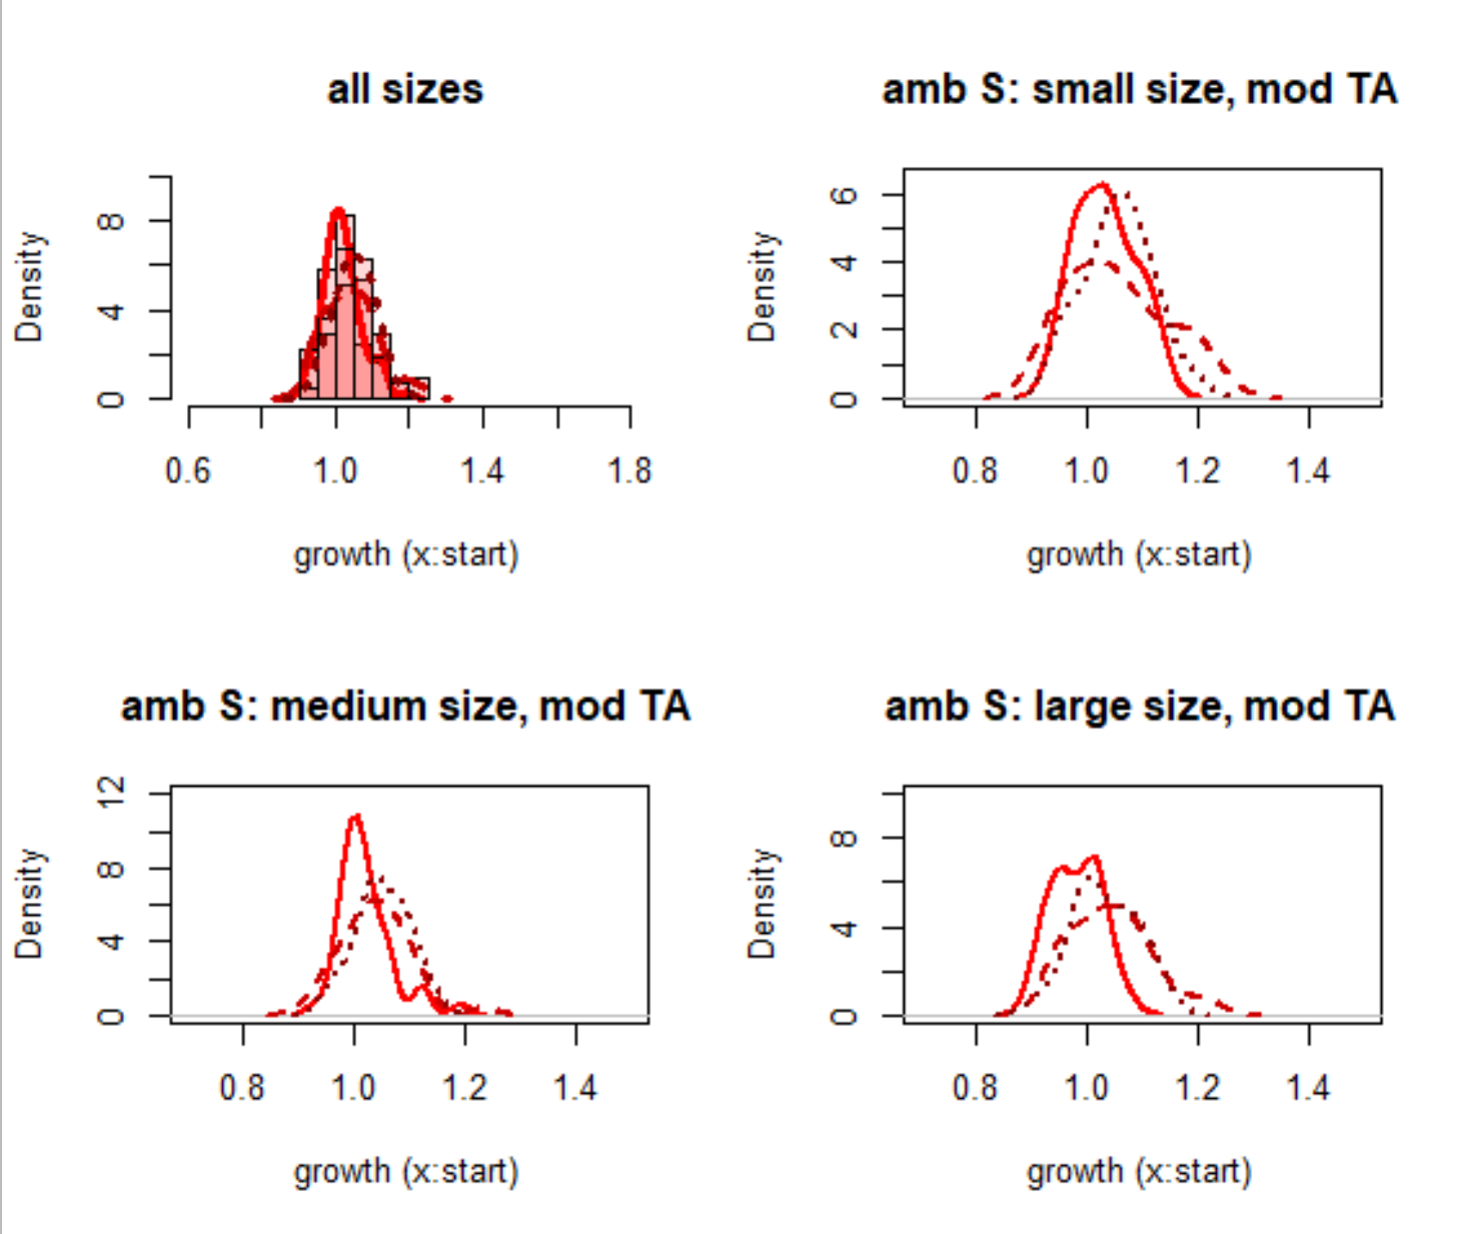 all sizes
Density
0 4 8
0.6 1.0 1.4 1.8
growth (x:start)
amb S: small size, mod TA
Density
0 2 4 6
0.8 1.0 1.2 1.4
growth (x:start)
amb S: medium size, mod TA
Density
0 4 8 12
0.8 1.0 1.2 1.4
growth (x:start)
amb S: large size, mod TA
Density
0 4 8
0.8 1.0 1.2 1.4
growth (x:start)